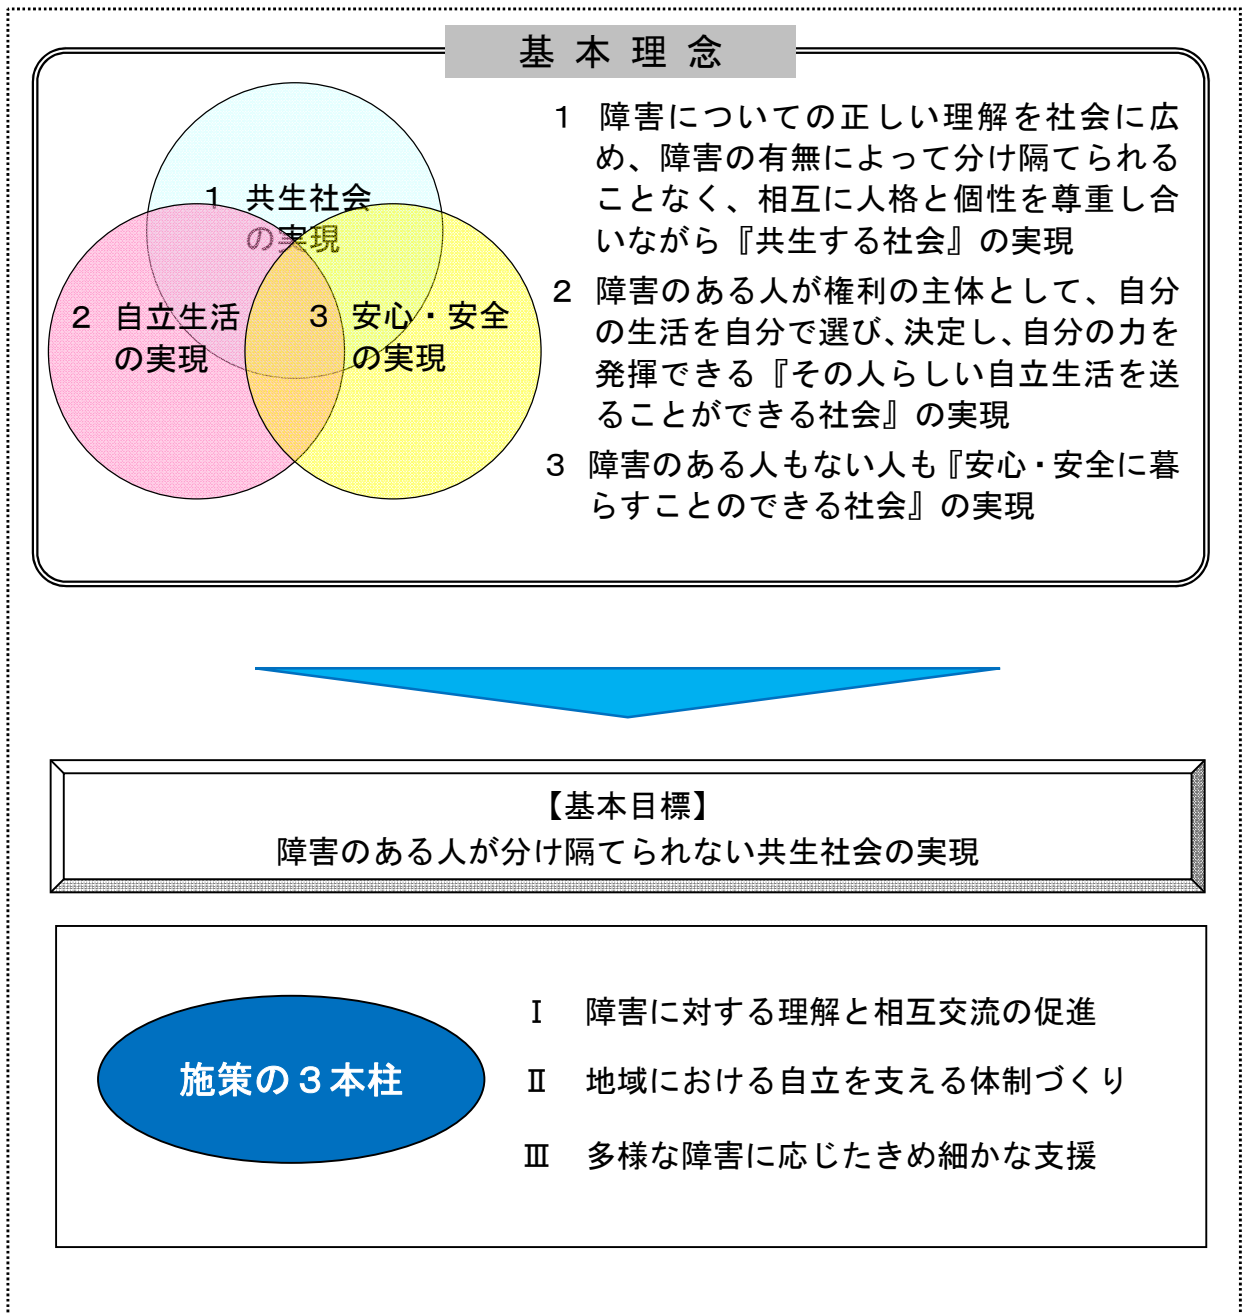 基本理念
1 共生社会
の実現
2 自立生活
の実現
3 安心・安全
の実現
1 障害についての正しい理解を社会に広
め、障害の有無によって分け隔てられる
ことなく、相互に人格と個性を尊重し合
いながら『共生する社会』の実現
2 障害のある人が権利の主体として、自分
の生活を自分で選び、決定し、自分の力を
発揮できる『その人らしい自立生活を送
ることができる社会』の実現
3 障害のある人もない人も『安心・安全に暮
らすことのできる社会』の実現
【基本目標】
障害のある人が分け隔てられない共生社会の実現
施策の3本柱
Ⅰ 障害に対する理解と相互交流の促進
Ⅱ 地域における自立を支える体制づくり
Ⅲ 多様な障害に応じたきめ細かな支援